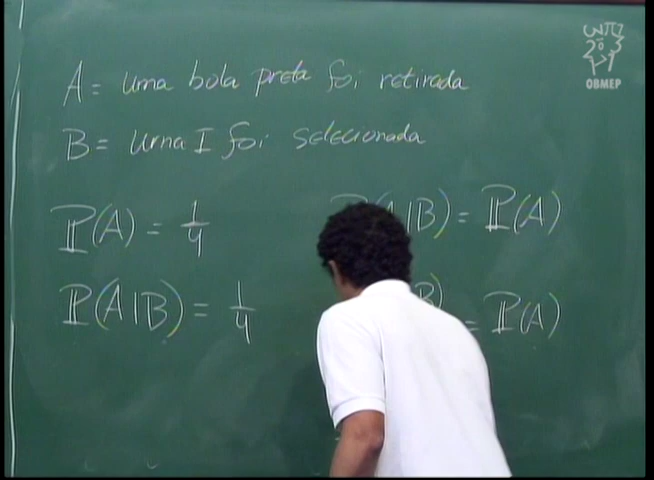 A = uma bola preta foi retirada
B = Urna I foi selecionada
P(A) = 1/4
P(A|B) = 1/4
|B) = P(A)
B)
= P(A)
OBMEP